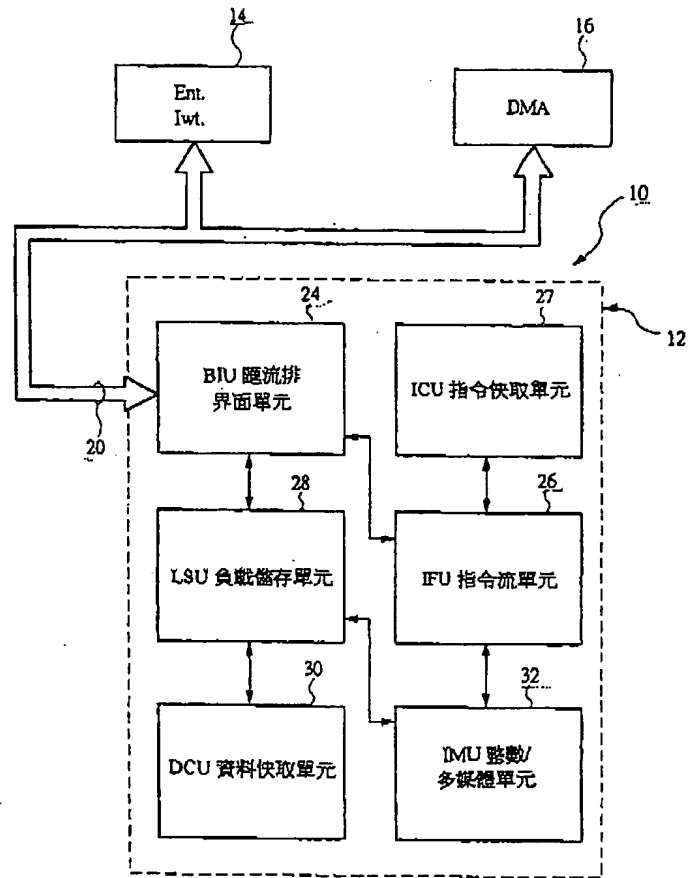 14
16
Ent.
Iwt.
DMA
10
24
27
12
BIU 匯流排
界面單元
ICU 指令快取單元
20
28
26
LSU 負載儲存單元
IFU 指令流單元
30
32
DCU 資料快取單元
IMU 整數/
多媒體單元